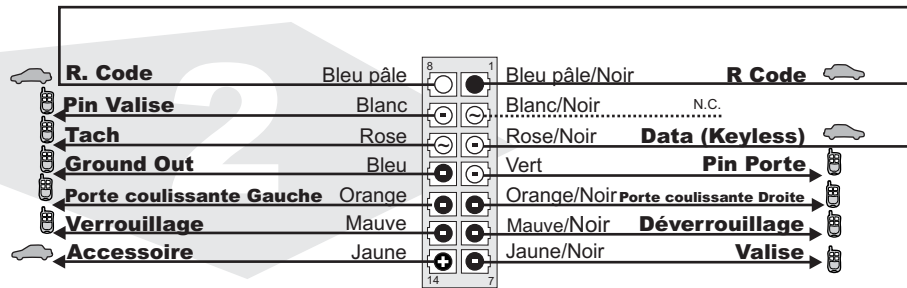 8 1
R. Code Bleu pâle Bleu pâle/Noir R Code
Pin Valise Blanc Blanc/Noir N.C.
Tach Rose Rose/Noir Data (Keyless)
Ground Out Bleu Vert Pin Porte
Porte coulissante Gauche Orange Orange/Noir Porte coulissante Droite
Verrouillage Mauve Mauve/Noir Déverrouillage
Accessoire Jaune Jaune/Noir Valise
14 7
2